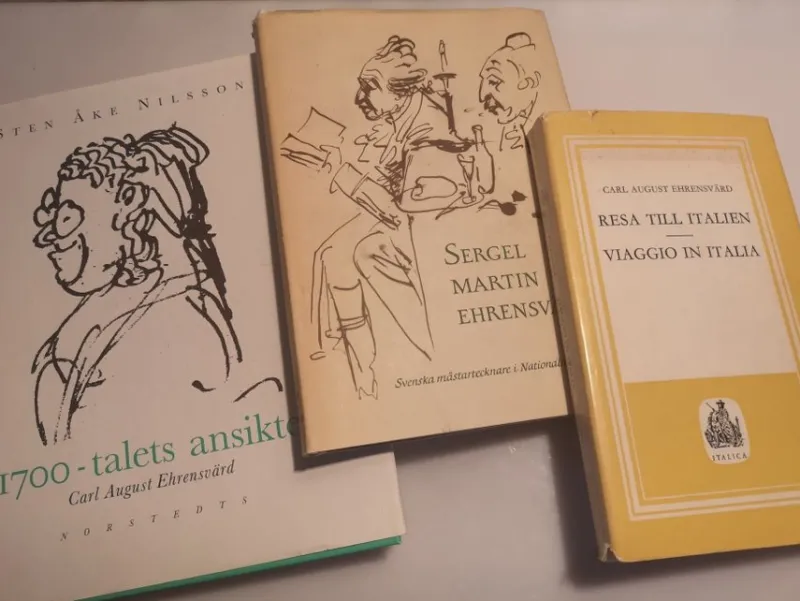 STEN ÅKE NILSSON
1700-talets ansikte
Carl August Ehrensvärd
NORSTEDTS
SERGEL
MARTIN
EHRENSV
Svenska mästartecknare i National
CARL AUGUST EHRENSVÄRD
RESA TILL ITALIEN
VIAGGIO IN ITALIA
ITALICA